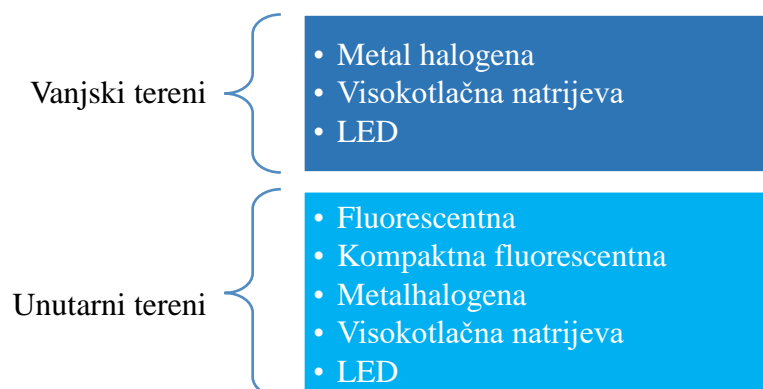 Vanjski tereni
• Metal halogena
• Visokotlačna natrijeva
• LED
Unutarni tereni
• Fluorescentna
• Kompaktna fluorescentna
• Metalhalogena
• Visokotlačna natrijeva
• LED